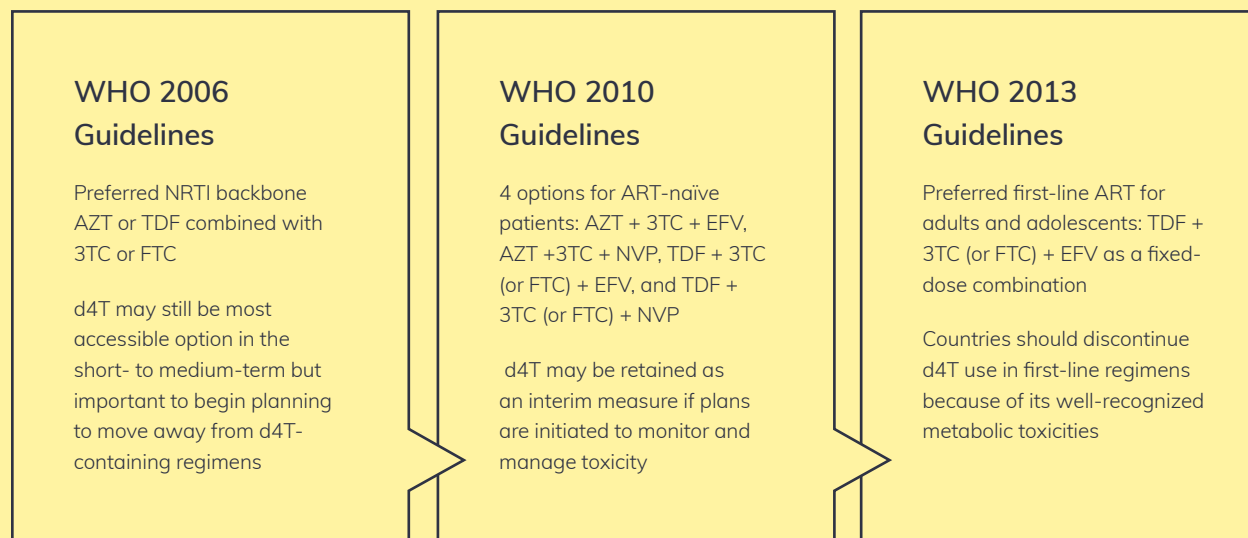 WHO 2006
Guidelines
Preferred NRTI backbone
AZT or TDF combined with
3TC or FTC
d4T may still be most
accessible option in the
short- to medium-term but
important to begin planning
to move away from d4T-
containing regimens
WHO 2010
Guidelines
4 options for ART-naïve
patients: AZT + 3TC + EFV,
AZT +3TC + NVP, TDF + 3TC
(or FTC) + EFV, and TDF +
3TC (or FTC) + NVP
d4T may be retained as
an interim measure if plans
are initiated to monitor and
manage toxicity
WHO 2013
Guidelines
Preferred first-line ART for
adults and adolescents: TDF +
3TC (or FTC) + EFV as a fixed-
dose combination
Countries should discontinue
d4T use in first-line regimens
because of its well-recognized
metabolic toxicities